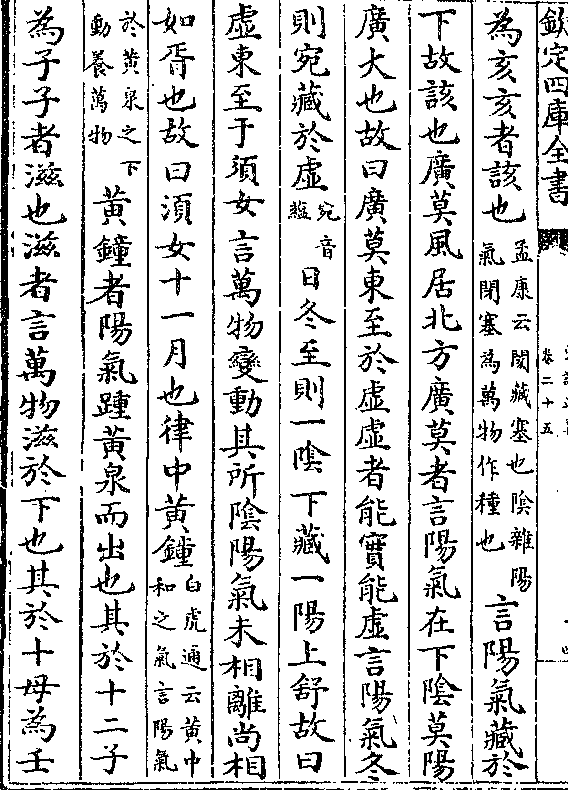 欽定四庫全書
卷二十五
為亥亥者該也孟康云閡藏塞也陰雜陽氣閉塞為萬物作種也言陽氣藏於
下故該也廣莫風居北方廣莫者言陽氣在下陰莫陽
廣大也故曰廣莫東至於虛虛者能實能虛言陽氣冬
則宛藏於虛宛音蘊日冬至則一陰下藏一陽上舒故曰
虛東至于須女言萬物變動其所陰陽氣未相離尚相
如胥也故曰須女十一月也律中黃鐘白虎通云黃中和之氣言陽氣
於黃泉之下動養萬物黃鐘者陽氣踵黃泉而出也其於十二子
為子子者滋也滋者言萬物滋於下也其於十母為壬